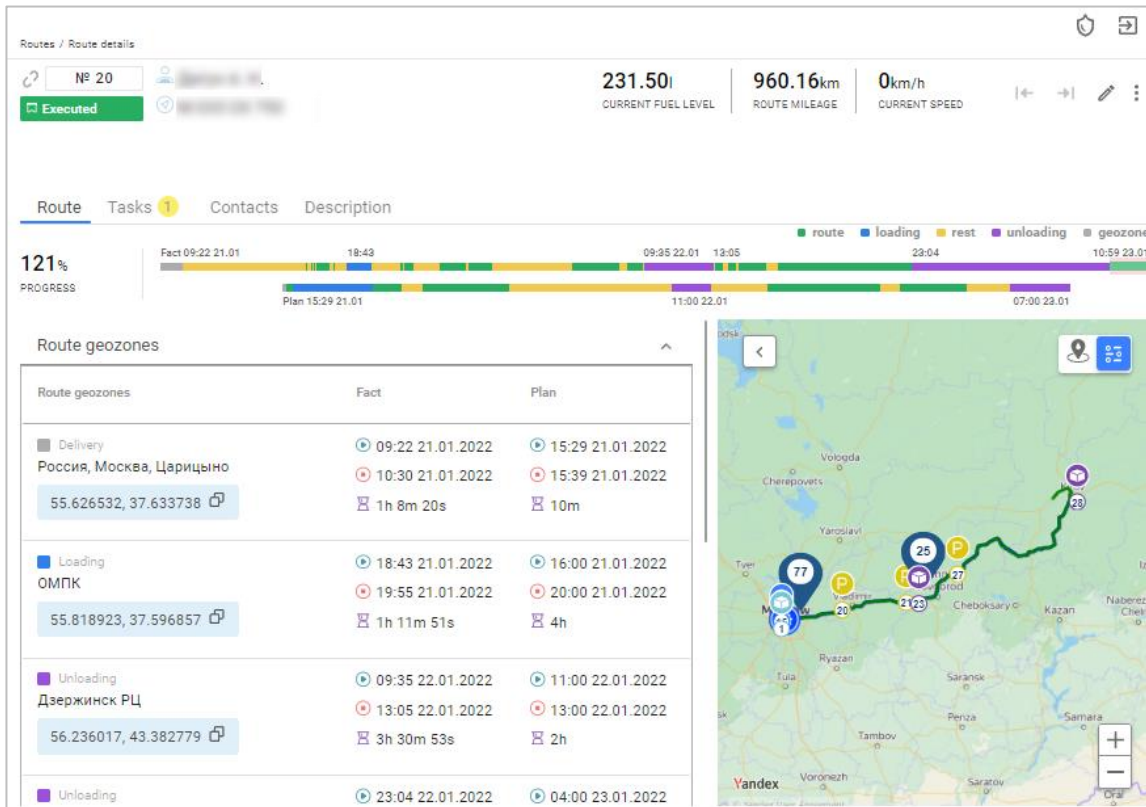 Routes / Route details
№ 20
Executed
231.50l
CURRENT FUEL LEVEL
960.16km
ROUTE MILEAGE
0km/h
CURRENT SPEED
Route Tasks 1 Contacts Description
route loading rest unloading geozone
121%
PROGRESS
Fact 09:22 21.01 18:43 09:35 22.01 13:05 23:04 10:59 23.01
Plan 15:29 21.01 11:00 22.01 07:00 23.01
Route geozones
Route geozones Fact Plan
Delivery
Россия, Москва, Царицыно
55.626532, 37.633738
09:22 21.01.2022 15:29 21.01.2022
10:30 21.01.2022 15:39 21.01.2022
1h 8m 20s 10m
Loading
ОМПК
55.818923, 37.596857
18:43 21.01.2022 16:00 21.01.2022
19:55 21.01.2022 20:00 21.01.2022
1h 11m 51s 4h
Unloading
Дзержинск РЦ
56.236017, 43.382779
09:35 22.01.2022 11:00 22.01.2022
13:05 22.01.2022 13:00 22.01.2022
3h 30m 53s 2h
Unloading
23:04 22.01.2022 04:00 23.01.2022
Vologda
Cherepovets
Yaroslavl
Tver
77
25
P
P
P
28
27
20
21
23
1
Cheboksary
Kazan
Ryazan
Tula
Saransk
Penza
Samara
Tambov
Voronezh
Saratov
Oral
Yandex